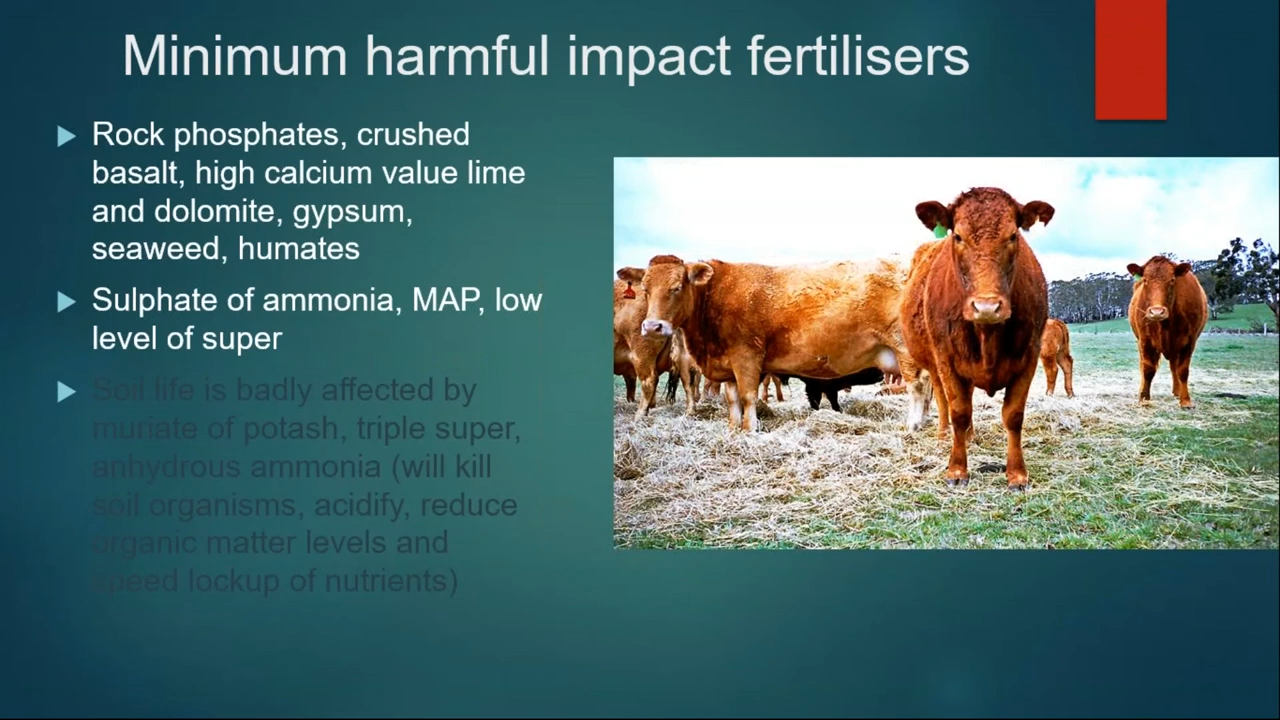 Minimum harmful impact fertilisers
Rock phosphates, crushed
basalt, high calcium value lime
and dolomite, gypsum,
seaweed, humates
Sulphate of ammonia, MAP, low
level of super
Soil life is badly affected by
muriate of potash, triple super,
anhydrous ammonia (will kill
soil organisms, acidify, reduce
organic matter levels and
speed lockup of nutrients)